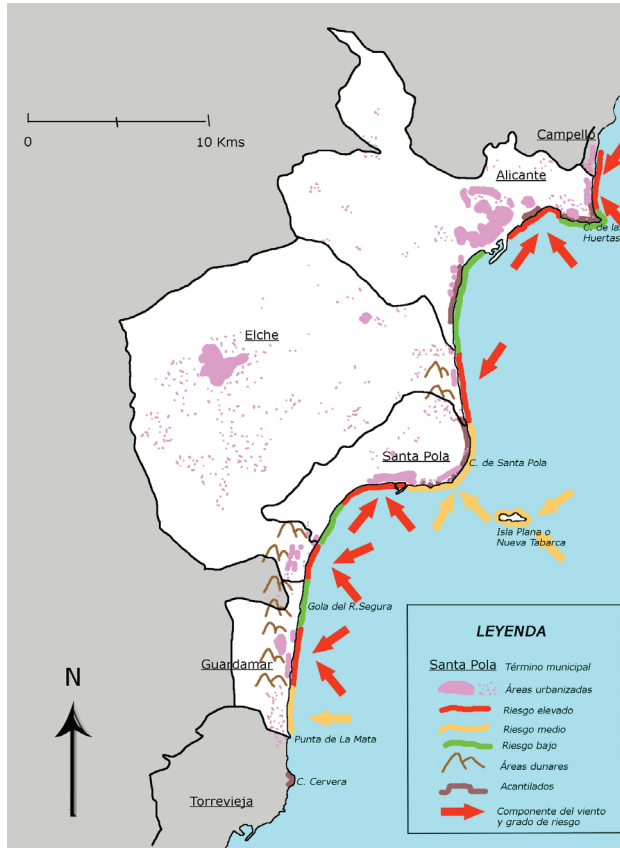 Campello
0
10 Kms
Alicante
C. de las
Huertas
Elche
Santa Pola
C. de Santa Pola
Isla Plana o
Nueva Tabarca
Gola del R.Segura
LEYENDA
Santa Pola Término municipal
Áreas urbanizadas
Riesgo elevado
Riesgo medio
Riesgo bajo
Áreas dunares
Acantilados
Componente del viento
y grado de riesgo
Guardamar
N
Punta de La Mata
C. Cervera
Torrevieja